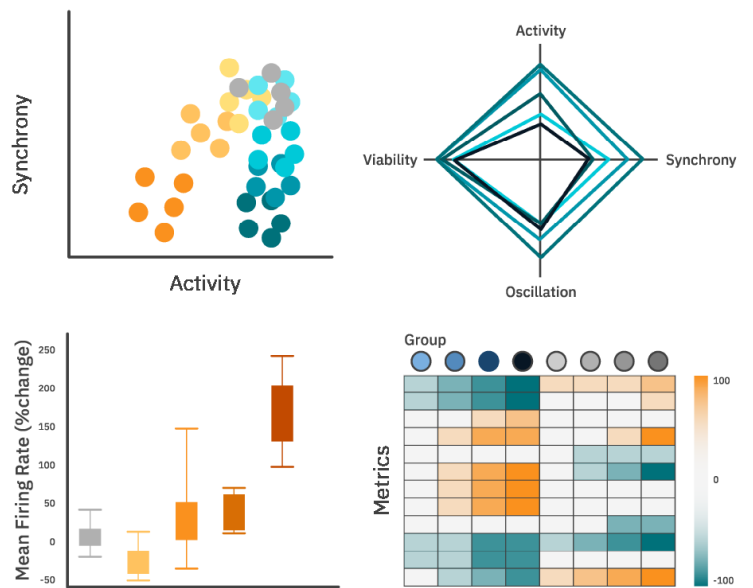 Synchrony
Activity
Activity
Viability
Synchrony
Oscillation
Mean Firing Rate (%change)
250
200
150
100
50
0
-50
Group
Metrics
100
0
-100